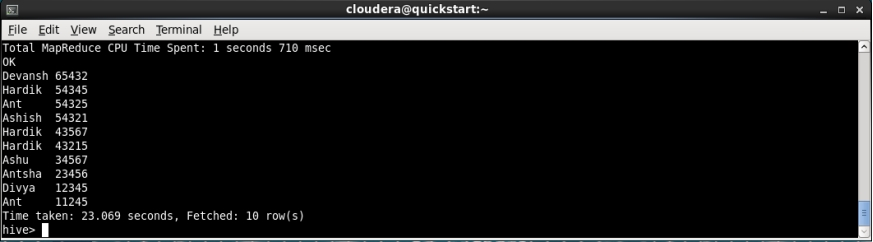 cloudera@quickstart:~
File Edit View Search Terminal Help
Total MapReduce CPU Time Spent: 1 seconds 710 msec
OK
Devansh 65432
Hardik 54345
Ant 54325
Ashish 54321
Hardik 43567
Hardik 43215
Ashu 34567
Antsha 23456
Divya 12345
Ant 11245
Time taken: 23.069 seconds, Fetched: 10 row(s)
hive>